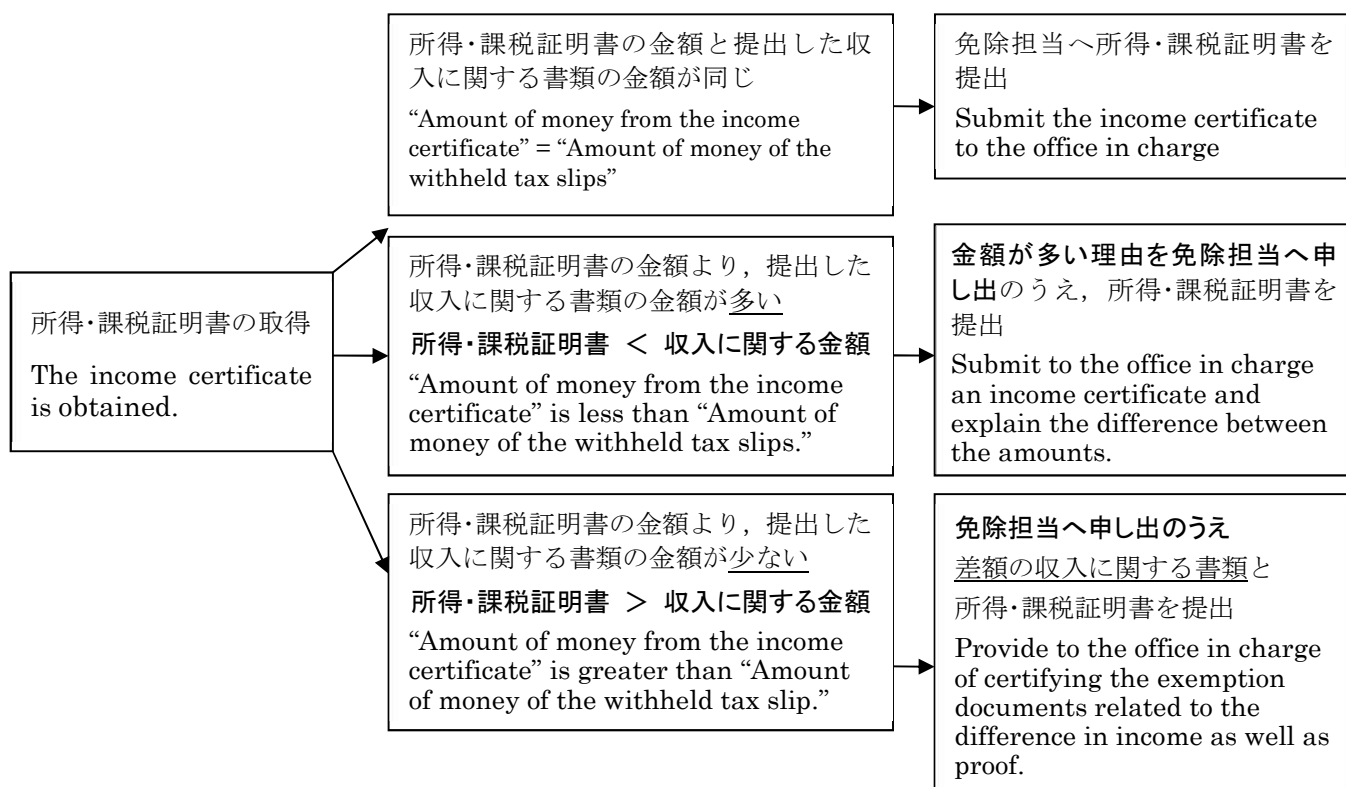 所得・課税証明書の取得
The income certificate
is obtained.
所得・課税証明書の金額と提出した収
入に関する書類の金額が同じ
“Amount of money from the income
certificate” = “Amount of money of the
withheld tax slips”
免除担当へ所得・課税証明書を
提出
Submit the income certificate
to the office in charge
所得・課税証明書の金額より，提出した
収入に関する書類の金額が多い
所得・課税証明書 ＜ 収入に関する金額
“Amount of money from the income
certificate” is less than “Amount of
money of the withheld tax slips.”
金額が多い理由を免除担当へ申
し出のうえ，所得・課税証明書を
提出
Submit to the office in charge
an income certificate and
explain the difference between
the amounts.
所得・課税証明書の金額より，提出した
収入に関する書類の金額が少ない
所得・課税証明書 ＞ 収入に関する金額
“Amount of money from the income
certificate” is greater than “Amount
of money of the withheld tax slip.”
免除担当へ申し出のうえ
差額の収入に関する書類と
所得・課税証明書を提出
Provide to the office in charge
of certifying the exemption
documents related to the
difference in income as well as
proof.